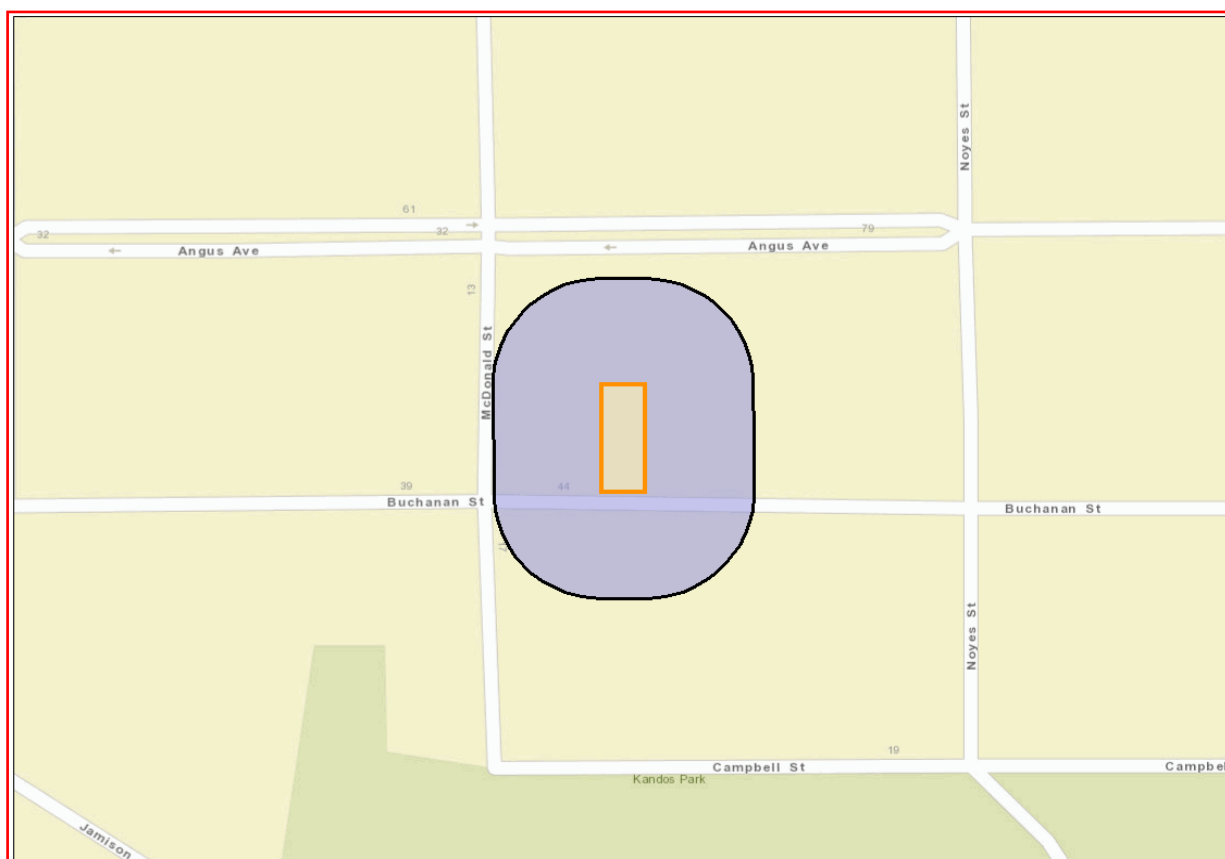 Noyes St
61
32
32
79
Angus Ave
Angus Ave
13
McDonald St
39
44
Buchanan St
Buchanan St
17
Noyes St
19
Campbell St
Campbel
Kandos Park
Jamison